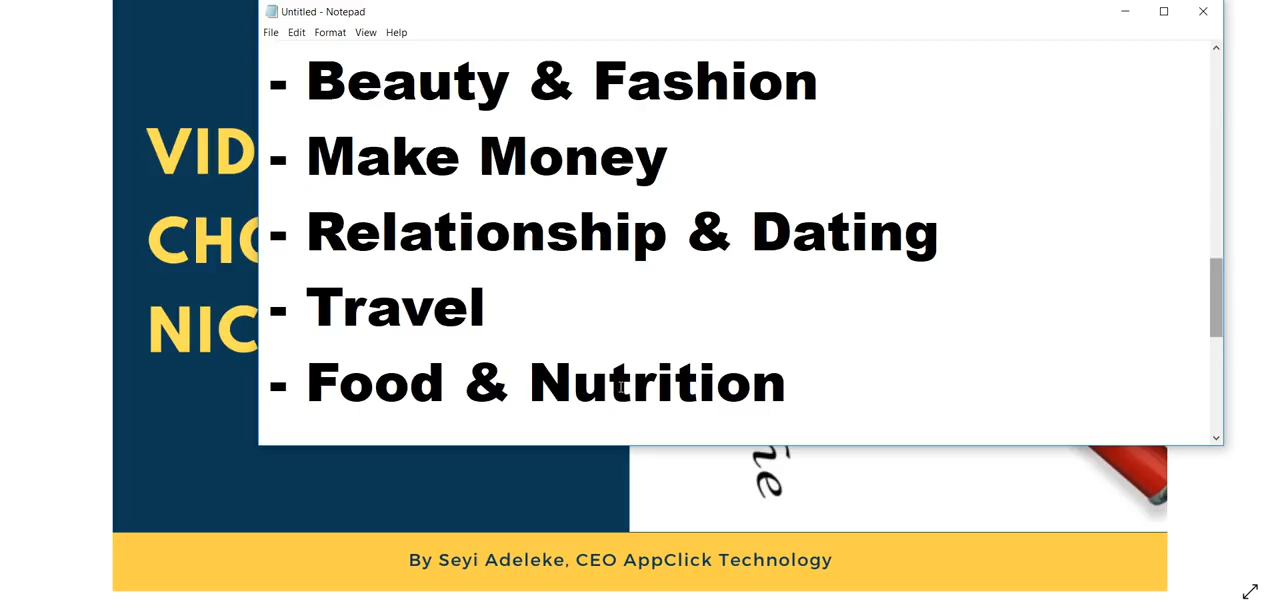 Untitled - Notepad
File Edit Format View Help
- Beauty & Fashion
- Make Money
- Relationship & Dating
- Travel
- Food & Nutrition
VID
CHO
NIC
By Seyi Adeleke, CEO AppClick Technology